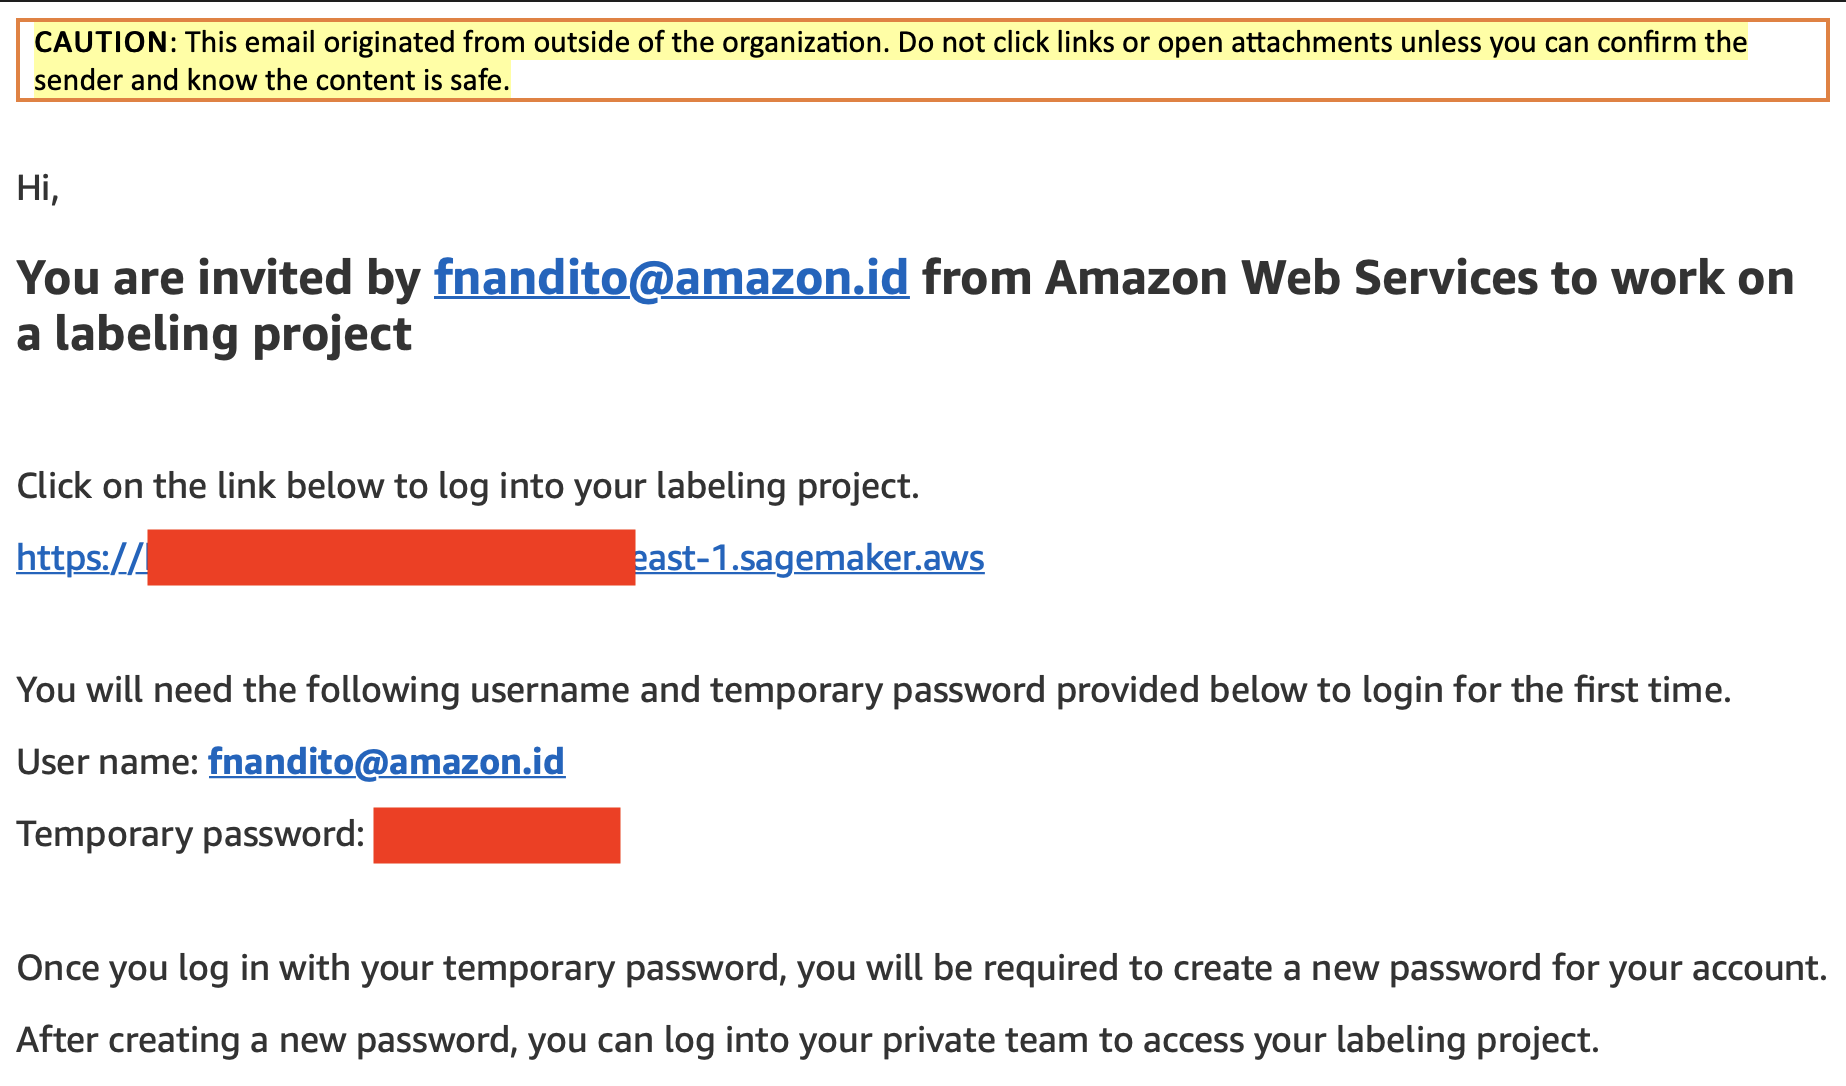 CAUTION: This email originated from outside of the organization. Do not click links or open attachments unless you can confirm the
sender and know the content is safe.
Hi,
You are invited by fnandito@amazon.id from Amazon Web Services to work on
a labeling project
Click on the link below to log into your labeling project.
https:// east-1.sagemaker.aws
You will need the following username and temporary password provided below to login for the first time.
User name: fnandito@amazon.id
Temporary password:
Once you log in with your temporary password, you will be required to create a new password for your account.
After creating a new password, you can log into your private team to access your labeling project.